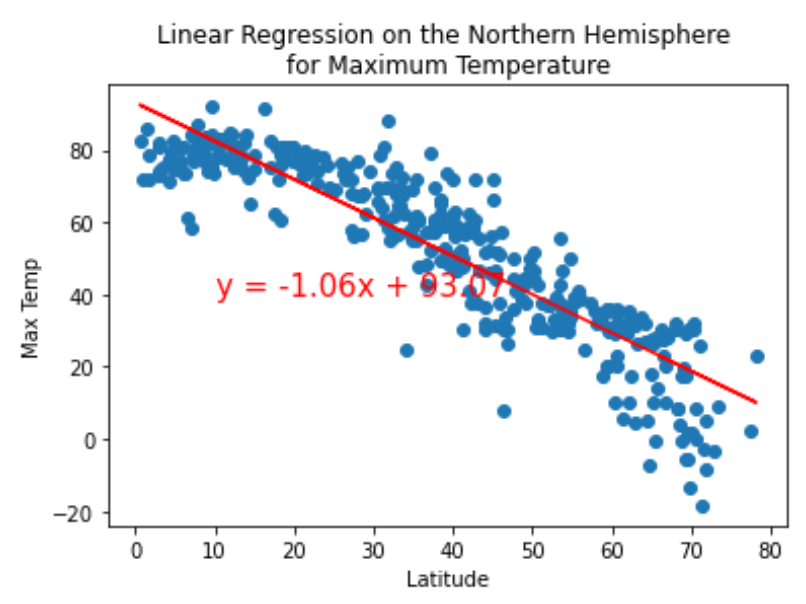 Linear Regression on the Northern Hemisphere
for Maximum Temperature
Max Temp
80
60
40
20
0
−20
y = -1.06x + 93.07
0 10 20 30 40 50 60 70 80
Latitude